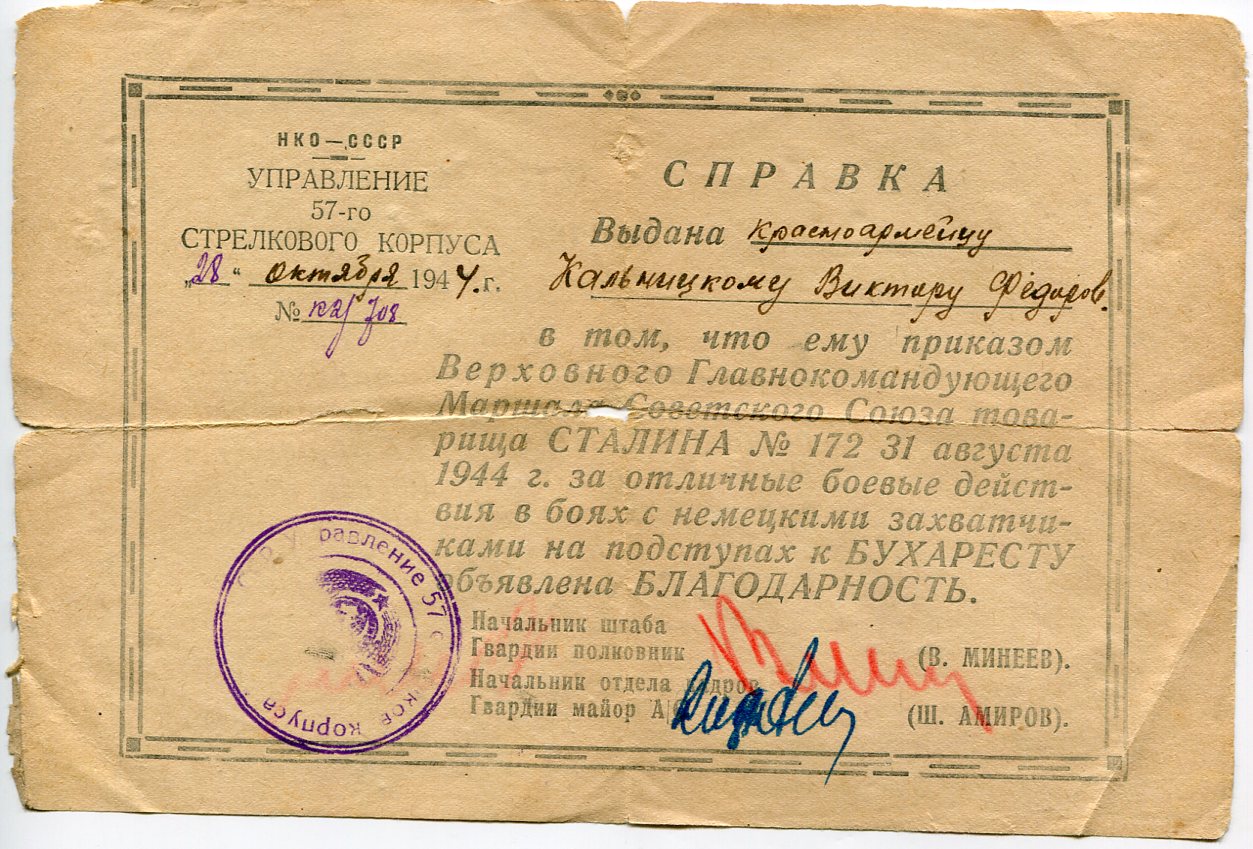 НКО—СССР
УПРАВЛЕНИЕ
57-го
СТРЕЛКОВОГО КОРПУСА
„28“ октября 1944.г.
№
СПРАВКА
Выдана красноармейцу
Кальницкому Виктору Федоров.
в том, что ему приказом
Верховного Главнокомандующего
Маршала Советского Союза това-
рища СТАЛИНА № 172 31 августа
1944 г. за отличные боевые дейст-
вия в боях с немецкими захватчи-
ками на подступах к БУХАРЕСТУ
объявлена БЛАГОДАРНОСТЬ.
Начальник штаба
Гвардии полковник (В. МИНЕЕВ).
Начальник отдела кадров
Гвардии майор (Ш. АМИРОВ).
равление 57 с ков корпуса